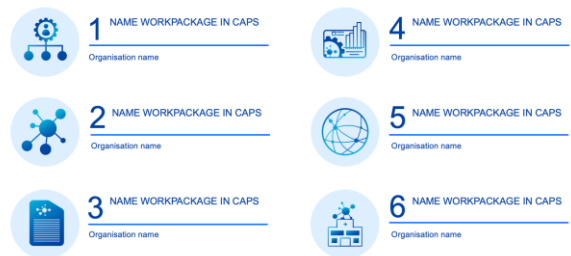 1 NAME WORKPACKAGE IN CAPS
Organisation name
2 NAME WORKPACKAGE IN CAPS
Organisation name
3 NAME WORKPACKAGE IN CAPS
Organisation name
4 NAME WORKPACKAGE IN CAPS
Organisation name
5 NAME WORKPACKAGE IN CAPS
Organisation name
6 NAME WORKPACKAGE IN CAPS
Organisation name